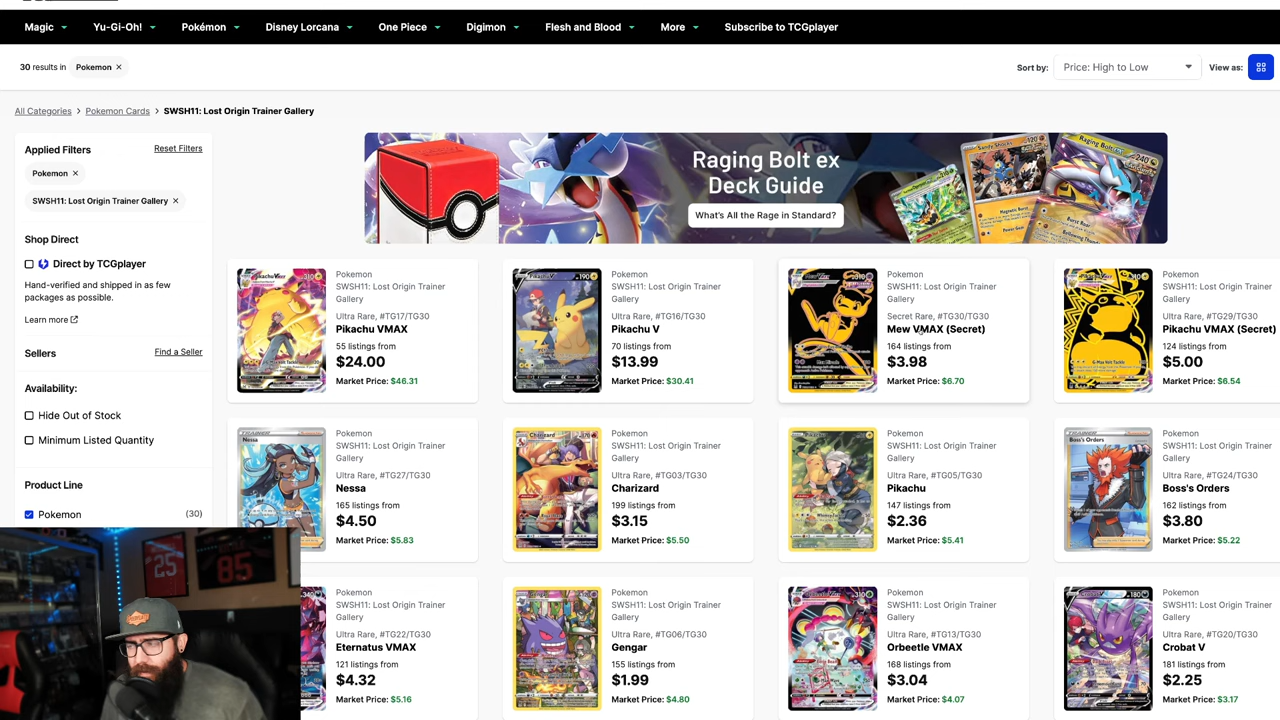 Magic
Yu-Gi-Oh!
Pokémon
Disney Lorcana
One Piece
Digimon
Flesh and Blood
More
Subscribe to TCGplayer
30 results in
Pokemon ×
Sort by:
Price: High to Low
View as:
All Categories > Pokemon Cards > SWSH11: Lost Origin Trainer Gallery
Applied Filters
Reset Filters
Pokemon ×
SWSH11: Lost Origin Trainer Gallery ×
Shop Direct
Direct by TCGplayer
Hand-verified and shipped in as few
packages as possible.
Learn more
Sellers
Find a Seller
Availability:
Hide Out of Stock
Minimum Listed Quantity
Product Line
Pokemon
(30)
Raging Bolt ex
Deck Guide
What's All the Rage in Standard?
Pokemon
SWSH11: Lost Origin Trainer
Gallery
Ultra Rare, #TG17/TG30
Pikachu VMAX
55 listings from
$24.00
Market Price: $46.31
Pokemon
SWSH11: Lost Origin Trainer
Gallery
Ultra Rare, #TG16/TG30
Pikachu V
70 listings from
$13.99
Market Price: $30.41
Pokemon
SWSH11: Lost Origin Trainer
Gallery
Secret Rare, #TG30/TG30
Mew VMAX (Secret)
164 listings from
$3.98
Market Price: $6.70
Pokemon
SWSH11: Lost Origin Trainer
Gallery
Ultra Rare, #TG29/TG30
Pikachu VMAX (Secret)
124 listings from
$5.00
Market Price: $6.54
Nessa
Pokemon
SWSH11: Lost Origin Trainer
Gallery
Ultra Rare, #TG27/TG30
Nessa
165 listings from
$4.50
Market Price: $5.83
Charizard
Pokemon
SWSH11: Lost Origin Trainer
Gallery
Ultra Rare, #TG03/TG30
Charizard
199 listings from
$3.15
Market Price: $5.50
Pokemon
SWSH11: Lost Origin Trainer
Gallery
Ultra Rare, #TG05/TG30
Pikachu
147 listings from
$2.36
Market Price: $5.41
Boss's Orders
Pokemon
SWSH11: Lost Origin Trainer
Gallery
Ultra Rare, #TG24/TG30
Boss's Orders
162 listings from
$3.80
Market Price: $5.22
Pokemon
SWSH11: Lost Origin Trainer
Gallery
Ultra Rare, #TG22/TG30
Eternatus VMAX
121 listings from
$4.32
Market Price: $5.16
Pokemon
SWSH11: Lost Origin Trainer
Gallery
Ultra Rare, #TG06/TG30
Gengar
155 listings from
$1.99
Market Price: $4.80
Pokemon
SWSH11: Lost Origin Trainer
Gallery
Ultra Rare, #TG13/TG30
Orbeetle VMAX
168 listings from
$3.04
Market Price: $4.07
Pokemon
SWSH11: Lost Origin Trainer
Gallery
Ultra Rare, #TG20/TG30
Crobat V
181 listings from
$2.25
Market Price: $3.17
25
85